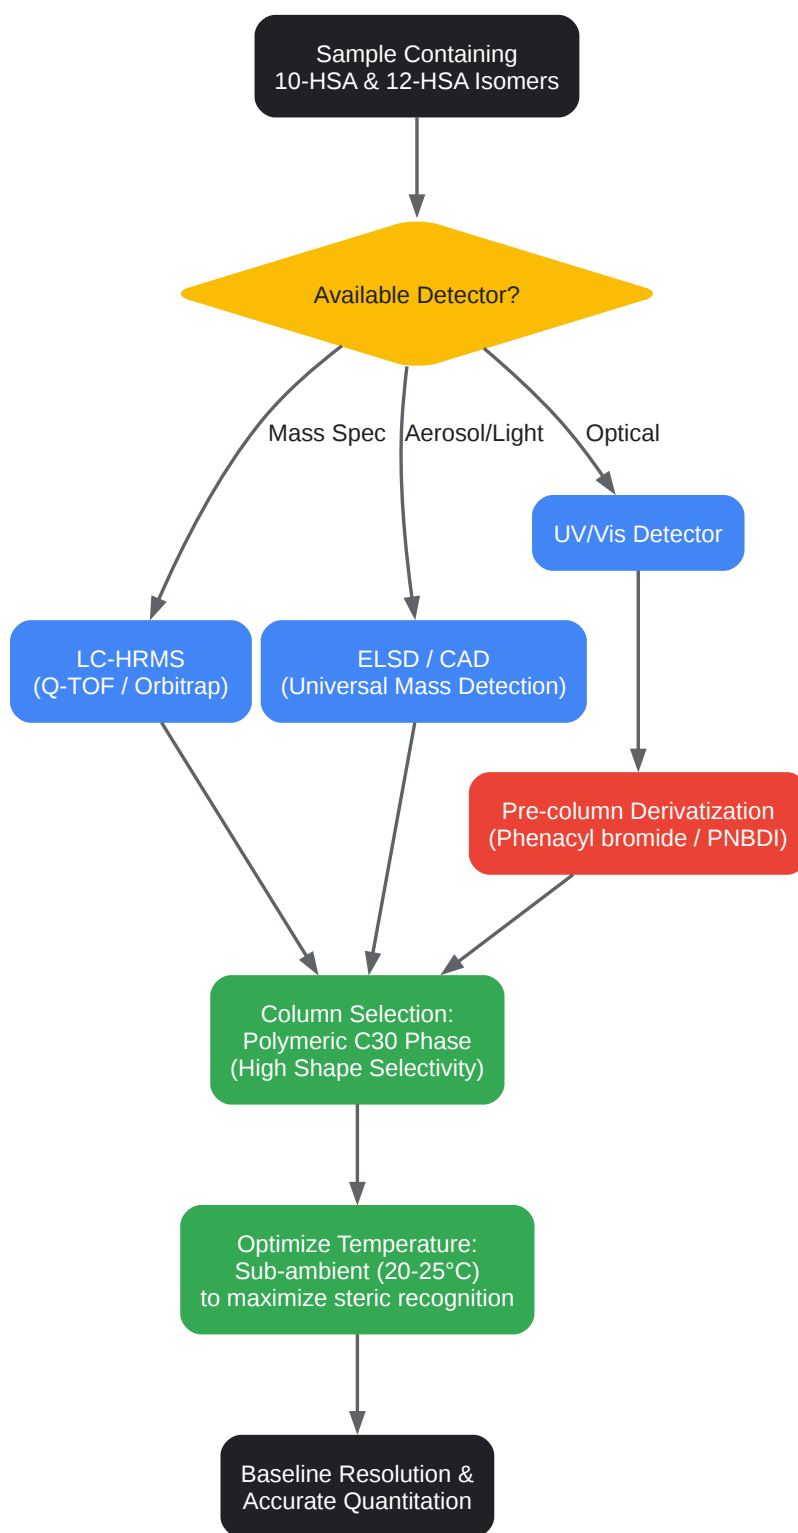 Sample Containing
10-HSA & 12-HSA Isomers
Available Detector?
Mass Spec
Aerosol/Light
Optical
UV/Vis Detector
LC-HRMS
(Q-TOF / Orbitrap)
ELSD / CAD
(Universal Mass Detection)
Pre-column Derivatization
(Phenacyl bromide / PNBDI)
Column Selection:
Polymeric C30 Phase
(High Shape Selectivity)
Optimize Temperature:
Sub-ambient (20-25°C)
to maximize steric recognition
Baseline Resolution &
Accurate Quantitation